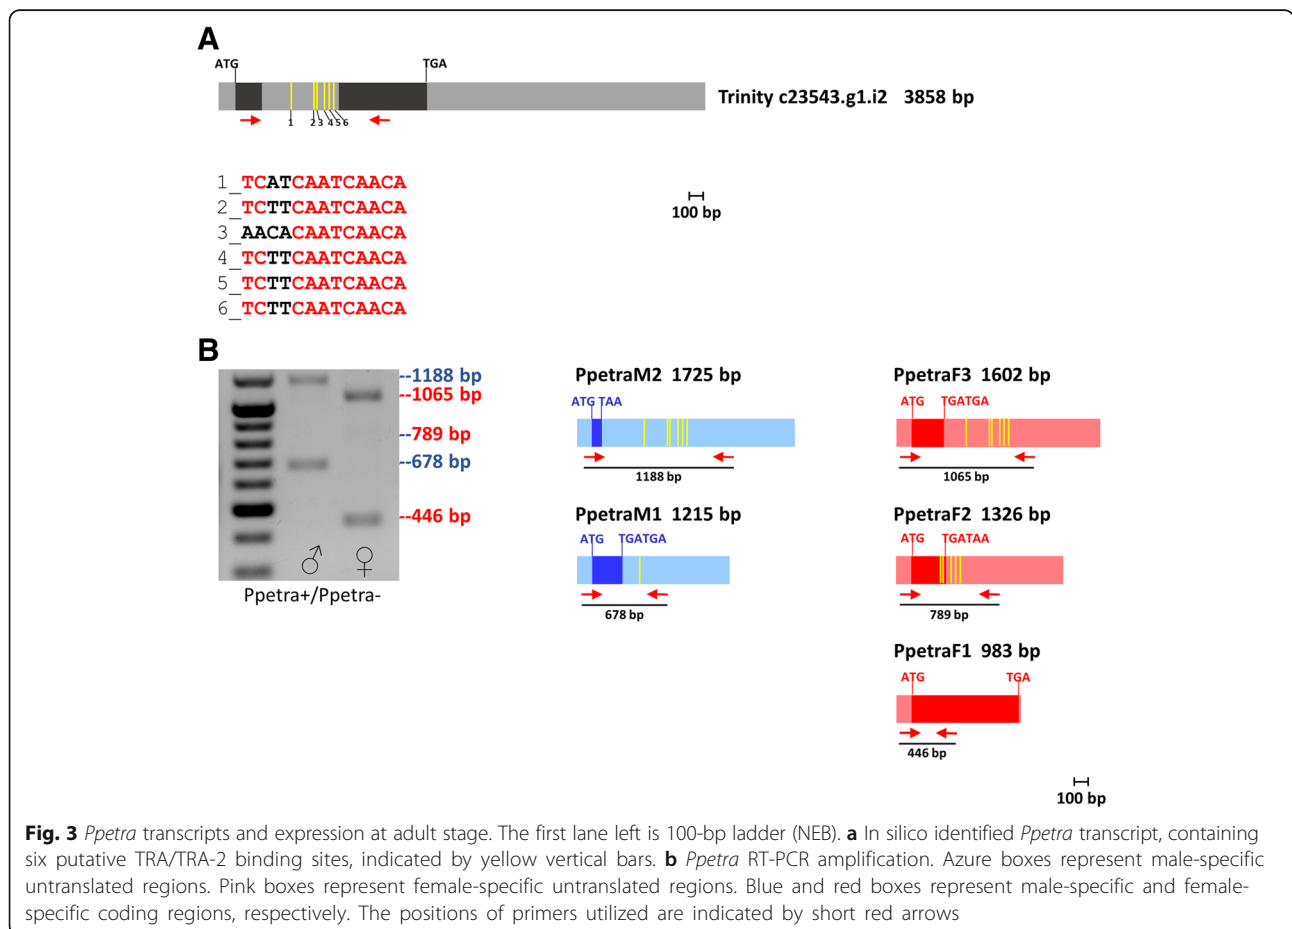 A
ATG TGA
Trinity c23543.g1.i2 3858 bp
1 2 3 4 5 6
1_TCATCAATCAACA
2_TCTTCAATCAACA
3_AACACAATCAACA
4_TCTTCAATCAACA
5_TCTTCAATCAACA
6_TCTTCAATCAACA
100 bp
B
--1188 bp
--1065 bp
--789 bp
--678 bp
--446 bp
♂ ♀
Ppetra+/Ppetra-
PpetraM2 1725 bp
ATG TAA
1188 bp
PpetraM1 1215 bp
ATG TGATGA
678 bp
PpetraF3 1602 bp
ATG TGATGA
1065 bp
PpetraF2 1326 bp
ATG TGATAA
789 bp
PpetraF1 983 bp
ATG TGA
446 bp
100 bp
Fig. 3 Ppetra transcripts and expression at adult stage. The first lane left is 100-bp ladder (NEB). a In silico identified Ppetra transcript, containing
six putative TRA/TRA-2 binding sites, indicated by yellow vertical bars. b Ppetra RT-PCR amplification. Azure boxes represent male-specific
untranslated regions. Pink boxes represent female-specific untranslated regions. Blue and red boxes represent male-specific and female-
specific coding regions, respectively. The positions of primers utilized are indicated by short red arrows